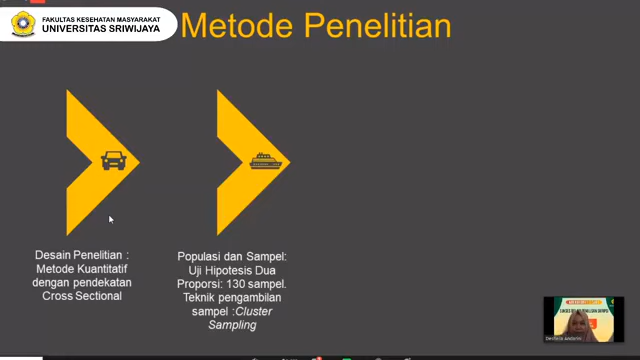 FAKULTAS KESEHATAN MASYARAKAT
UNIVERSITAS SRIWIJAYA
Metode Penelitian
Desain Penelitian :
Metode Kuantitatif
dengan pendekatan
Cross Sectional
Populasi dan Sampel:
Uji Hipotesis Dua
Proporsi: 130 sampel.
Teknik pengambilan
sampel :Cluster
Sampling